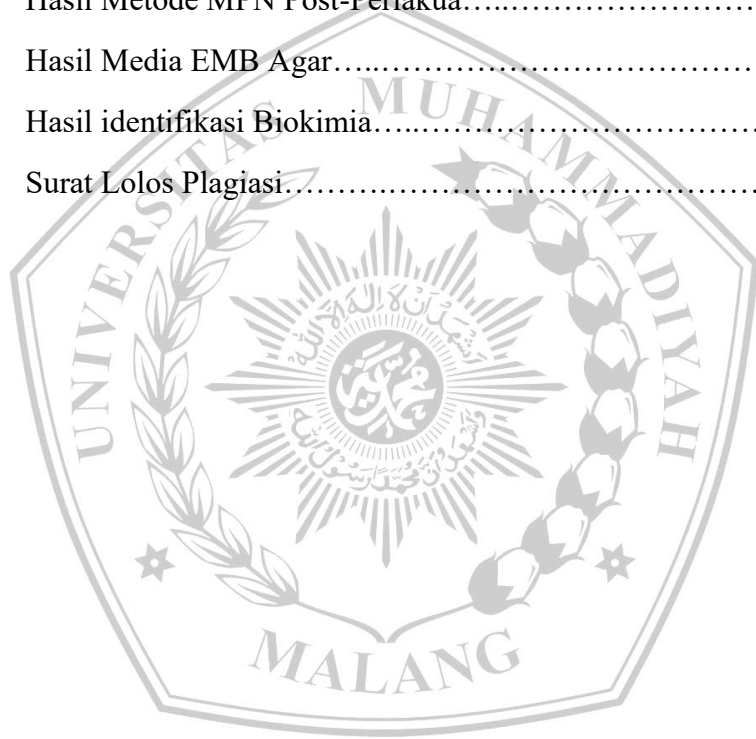 Hasil Metode MPN Post-Perlakua…..……………………
Hasil Media EMB Agar…..………………………………
Hasil identifikasi Biokimia…..……………………………
Surat Lolos Plagiasi……….………………………………
UNIVERSITAS MUHAMMADIYAH
MALANG